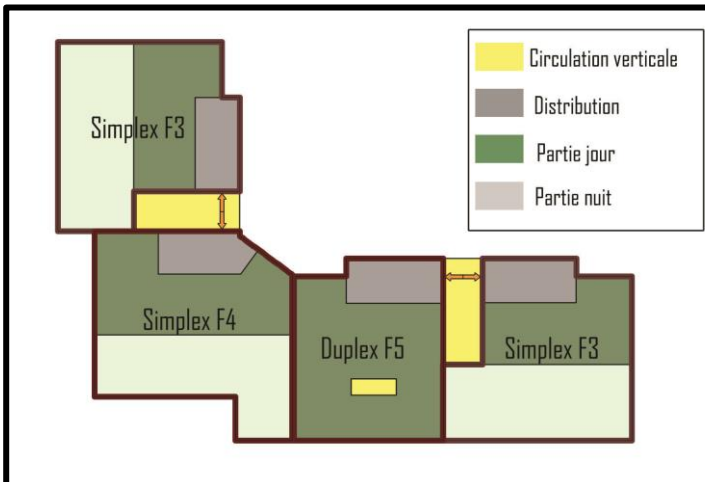 Circulation verticale
Distribution
Partie jour
Partie nuit
Simplex F3
Simplex F4
Duplex F5
Simplex F3